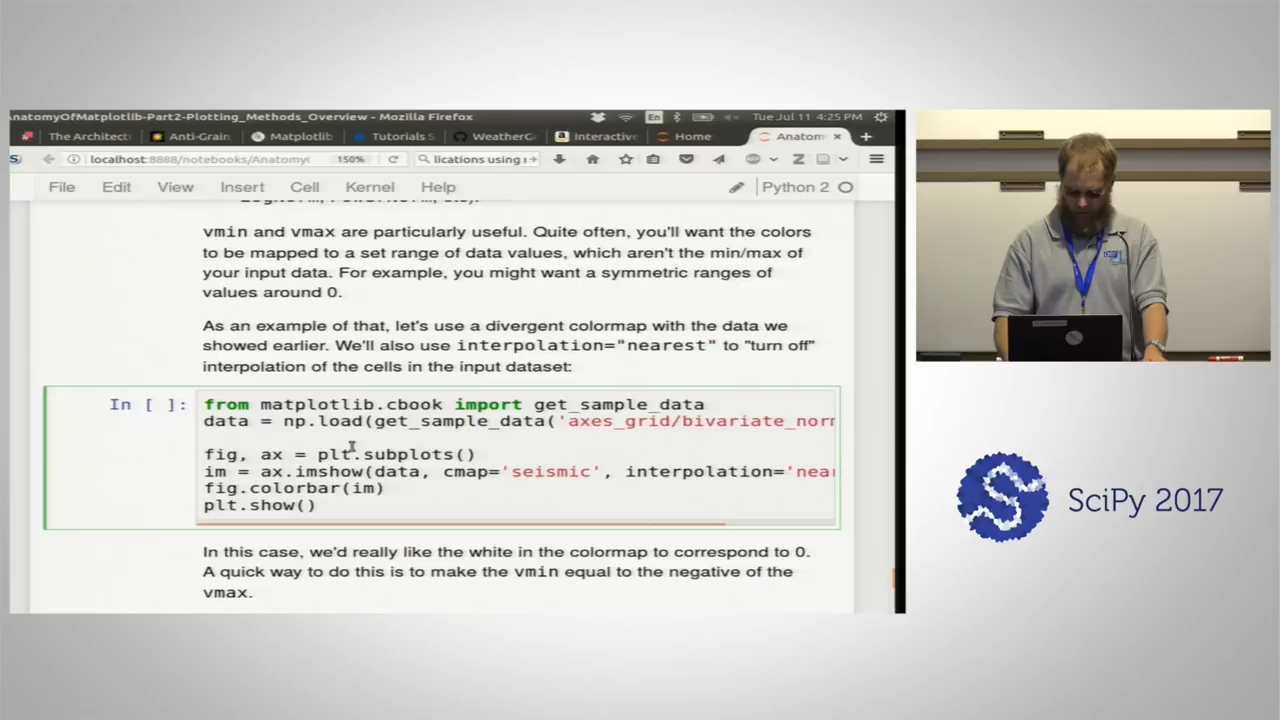 AnatomyOfMatplotlib-Part2-Plotting_Methods_Overview - Mozilla Firefox
En
Tue Jul 11 4:25 PM
The Architect
Anti-Grain
Matplotlib
Tutorials
WeatherG
Interactive
Home
Anatom
localhost:8888/notebooks/Anatomy
150%
lications using
File Edit View Insert Cell Kernel Help
Python 2
LogNorm, PowerNorm, etc).
vmin and vmax are particularly useful. Quite often, you'll want the colors
to be mapped to a set range of data values, which aren't the min/max of
your input data. For example, you might want a symmetric ranges of
values around 0.
As an example of that, let's use a divergent colormap with the data we
showed earlier. We'll also use interpolation="nearest" to "turn off"
interpolation of the cells in the input dataset:
In [ ]: from matplotlib.cbook import get_sample_data
data = np.load(get_sample_data('axes_grid/bivariate_norm
fig, ax = plt.subplots()
im = ax.imshow(data, cmap='seismic', interpolation='near
fig.colorbar(im)
plt.show()
In this case, we'd really like the white in the colormap to correspond to 0.
A quick way to do this is to make the vmin equal to the negative of the
vmax.
SciPy 2017